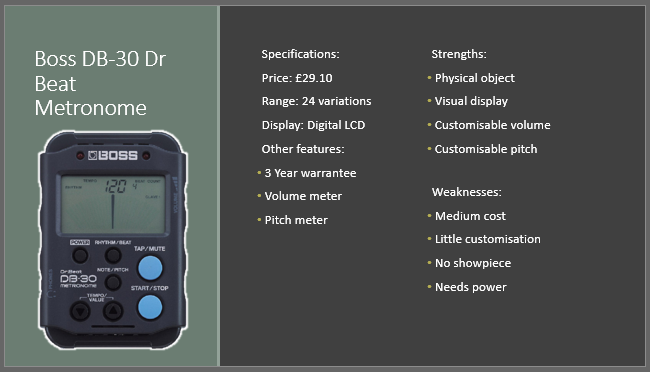 Boss DB-30 Dr
Beat
Metronome
BOSS
120
4
POWER
RHYTHM/BEAT
TAP/MUTE
NOTE/PITCH
Dr.Beat
DB-30
METRONOME
START/STOP
TEMPO/
VALUE
Specifications:
Price: £29.10
Range: 24 variations
Display: Digital LCD
Other features:
• 3 Year warrantee
• Volume meter
• Pitch meter
Strengths:
• Physical object
• Visual display
• Customisable volume
• Customisable pitch
Weaknesses:
• Medium cost
• Little customisation
• No showpiece
• Needs power